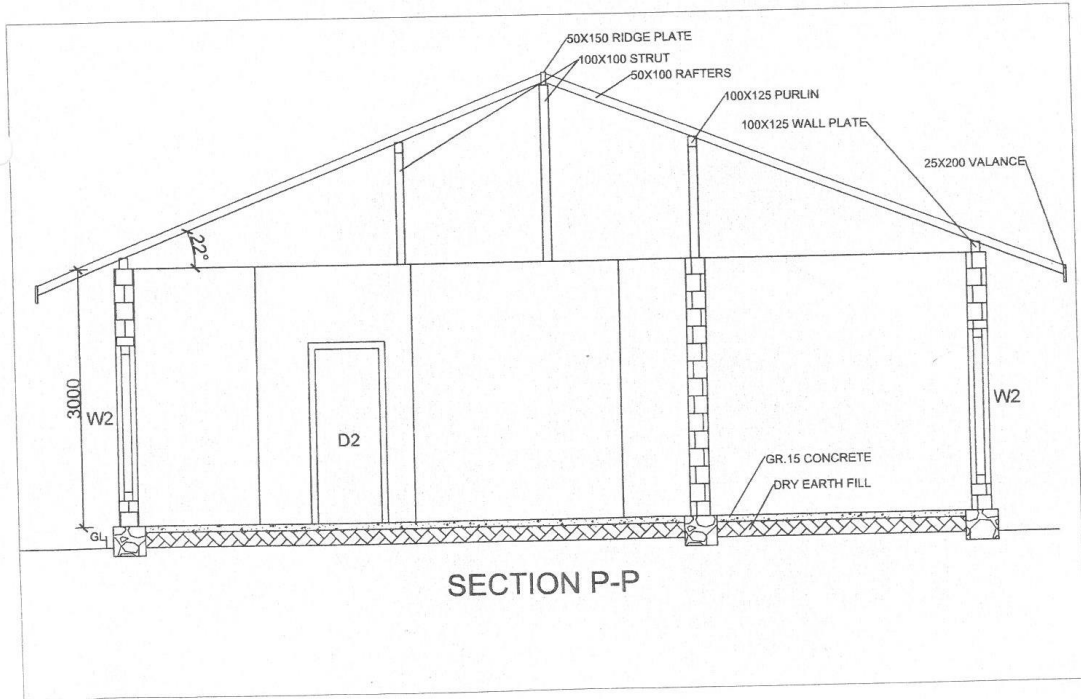 50X150 RIDGE PLATE
100X100 STRUT
50X100 RAFTERS
100X125 PURLIN
100X125 WALL PLATE
25X200 VALANCE
22°
3000
W2
D2
W2
GR.15 CONCRETE
DRY EARTH FILL
GL
SECTION P-P